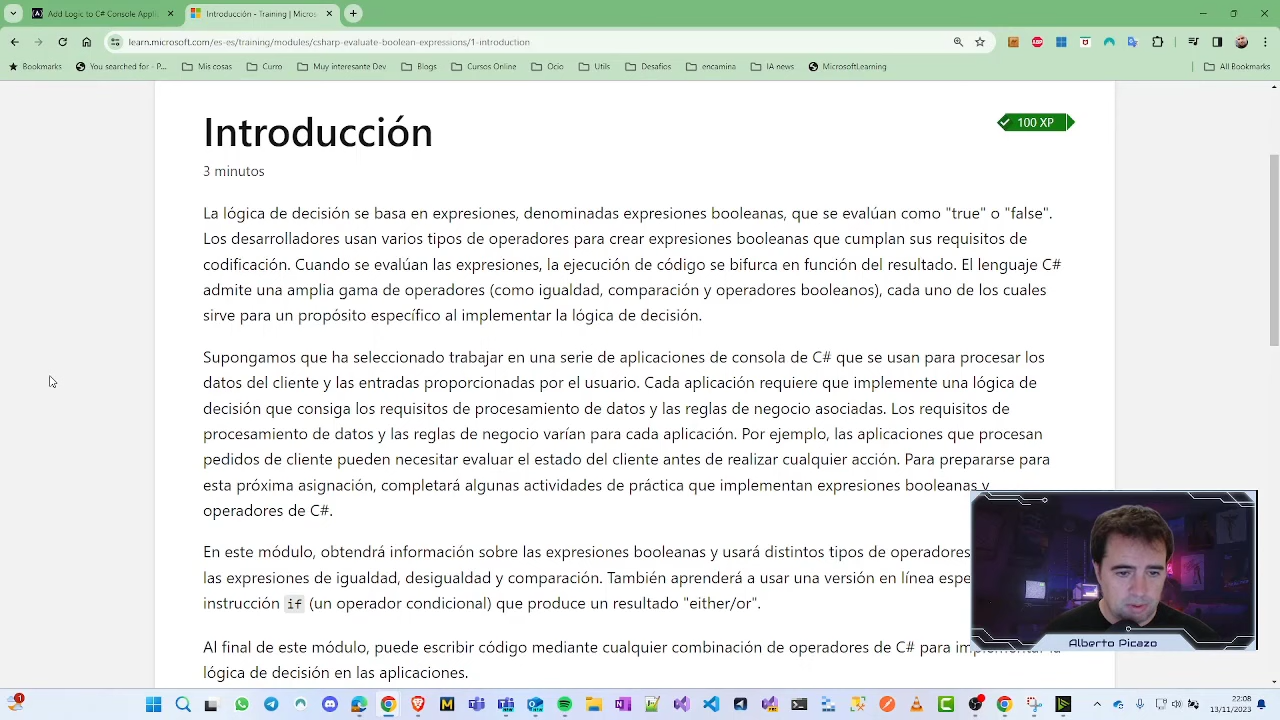 Add Logic to C# Console Applic
Introducción - Training | Micros
learn.microsoft.com/es-es/training/modules/csharp-evaluate-boolean-expressions/1-introduction
Bookmarks
You searched for - P...
Mis cosas
Curro
Muy interesante Dev
Blogs
Cursos Online
Ocio
Utils
Desafios
encamina
IA news
MicrosoftLearning
All Bookmarks
Introducción
100 XP
3 minutos
La lógica de decisión se basa en expresiones, denominadas expresiones booleanas, que se evalúan como "true" o "false".
Los desarrolladores usan varios tipos de operadores para crear expresiones booleanas que cumplan sus requisitos de
codificación. Cuando se evalúan las expresiones, la ejecución de código se bifurca en función del resultado. El lenguaje C#
admite una amplia gama de operadores (como igualdad, comparación y operadores booleanos), cada uno de los cuales
sirve para un propósito específico al implementar la lógica de decisión.
Supongamos que ha seleccionado trabajar en una serie de aplicaciones de consola de C# que se usan para procesar los
datos del cliente y las entradas proporcionadas por el usuario. Cada aplicación requiere que implemente una lógica de
decisión que consiga los requisitos de procesamiento de datos y las reglas de negocio asociadas. Los requisitos de
procesamiento de datos y las reglas de negocio varían para cada aplicación. Por ejemplo, las aplicaciones que procesan
pedidos de cliente pueden necesitar evaluar el estado del cliente antes de realizar cualquier acción. Para prepararse para
esta próxima asignación, completará algunas actividades de práctica que implementan expresiones booleanas y
operadores de C#.
En este módulo, obtendrá información sobre las expresiones booleanas y usará distintos tipos de operadores
las expresiones de igualdad, desigualdad y comparación. También aprenderá a usar una versión en línea espe
instrucción if (un operador condicional) que produce un resultado "either/or".
Al final de este módulo, puede escribir código mediante cualquier combinación de operadores de C# para
lógica de decisión en las aplicaciones.
Alberto Picazo
1
22:08
13/11/2023